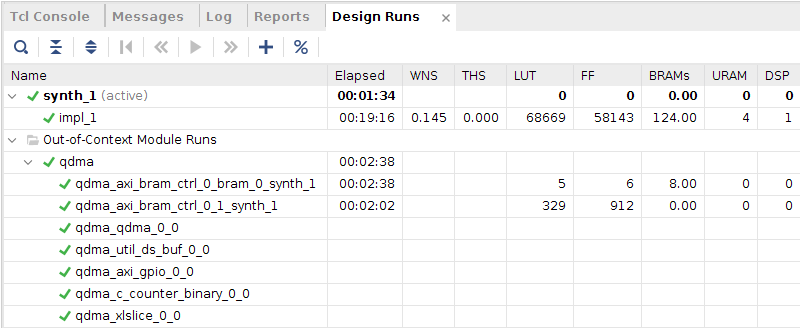 Tcl Console Messages Log Reports Design Runs ×
Name Elapsed WNS THS LUT FF BRAMs URAM DSP
synth_1 (active) 00:01:34 0 0 0.00 0 0
impl_1 00:19:16 0.145 0.000 68669 58143 124.00 4 1
Out-of-Context Module Runs
qdma 00:02:38
qdma_axi_bram_ctrl_0_bram_0_synth_1 00:02:38 5 6 8.00 0 0
qdma_axi_bram_ctrl_0_1_synth_1 00:02:02 329 912 0.00 0 0
qdma_qdma_0_0
qdma_util_ds_buf_0_0
qdma_axi_gpio_0_0
qdma_c_counter_binary_0_0
qdma_xlslice_0_0